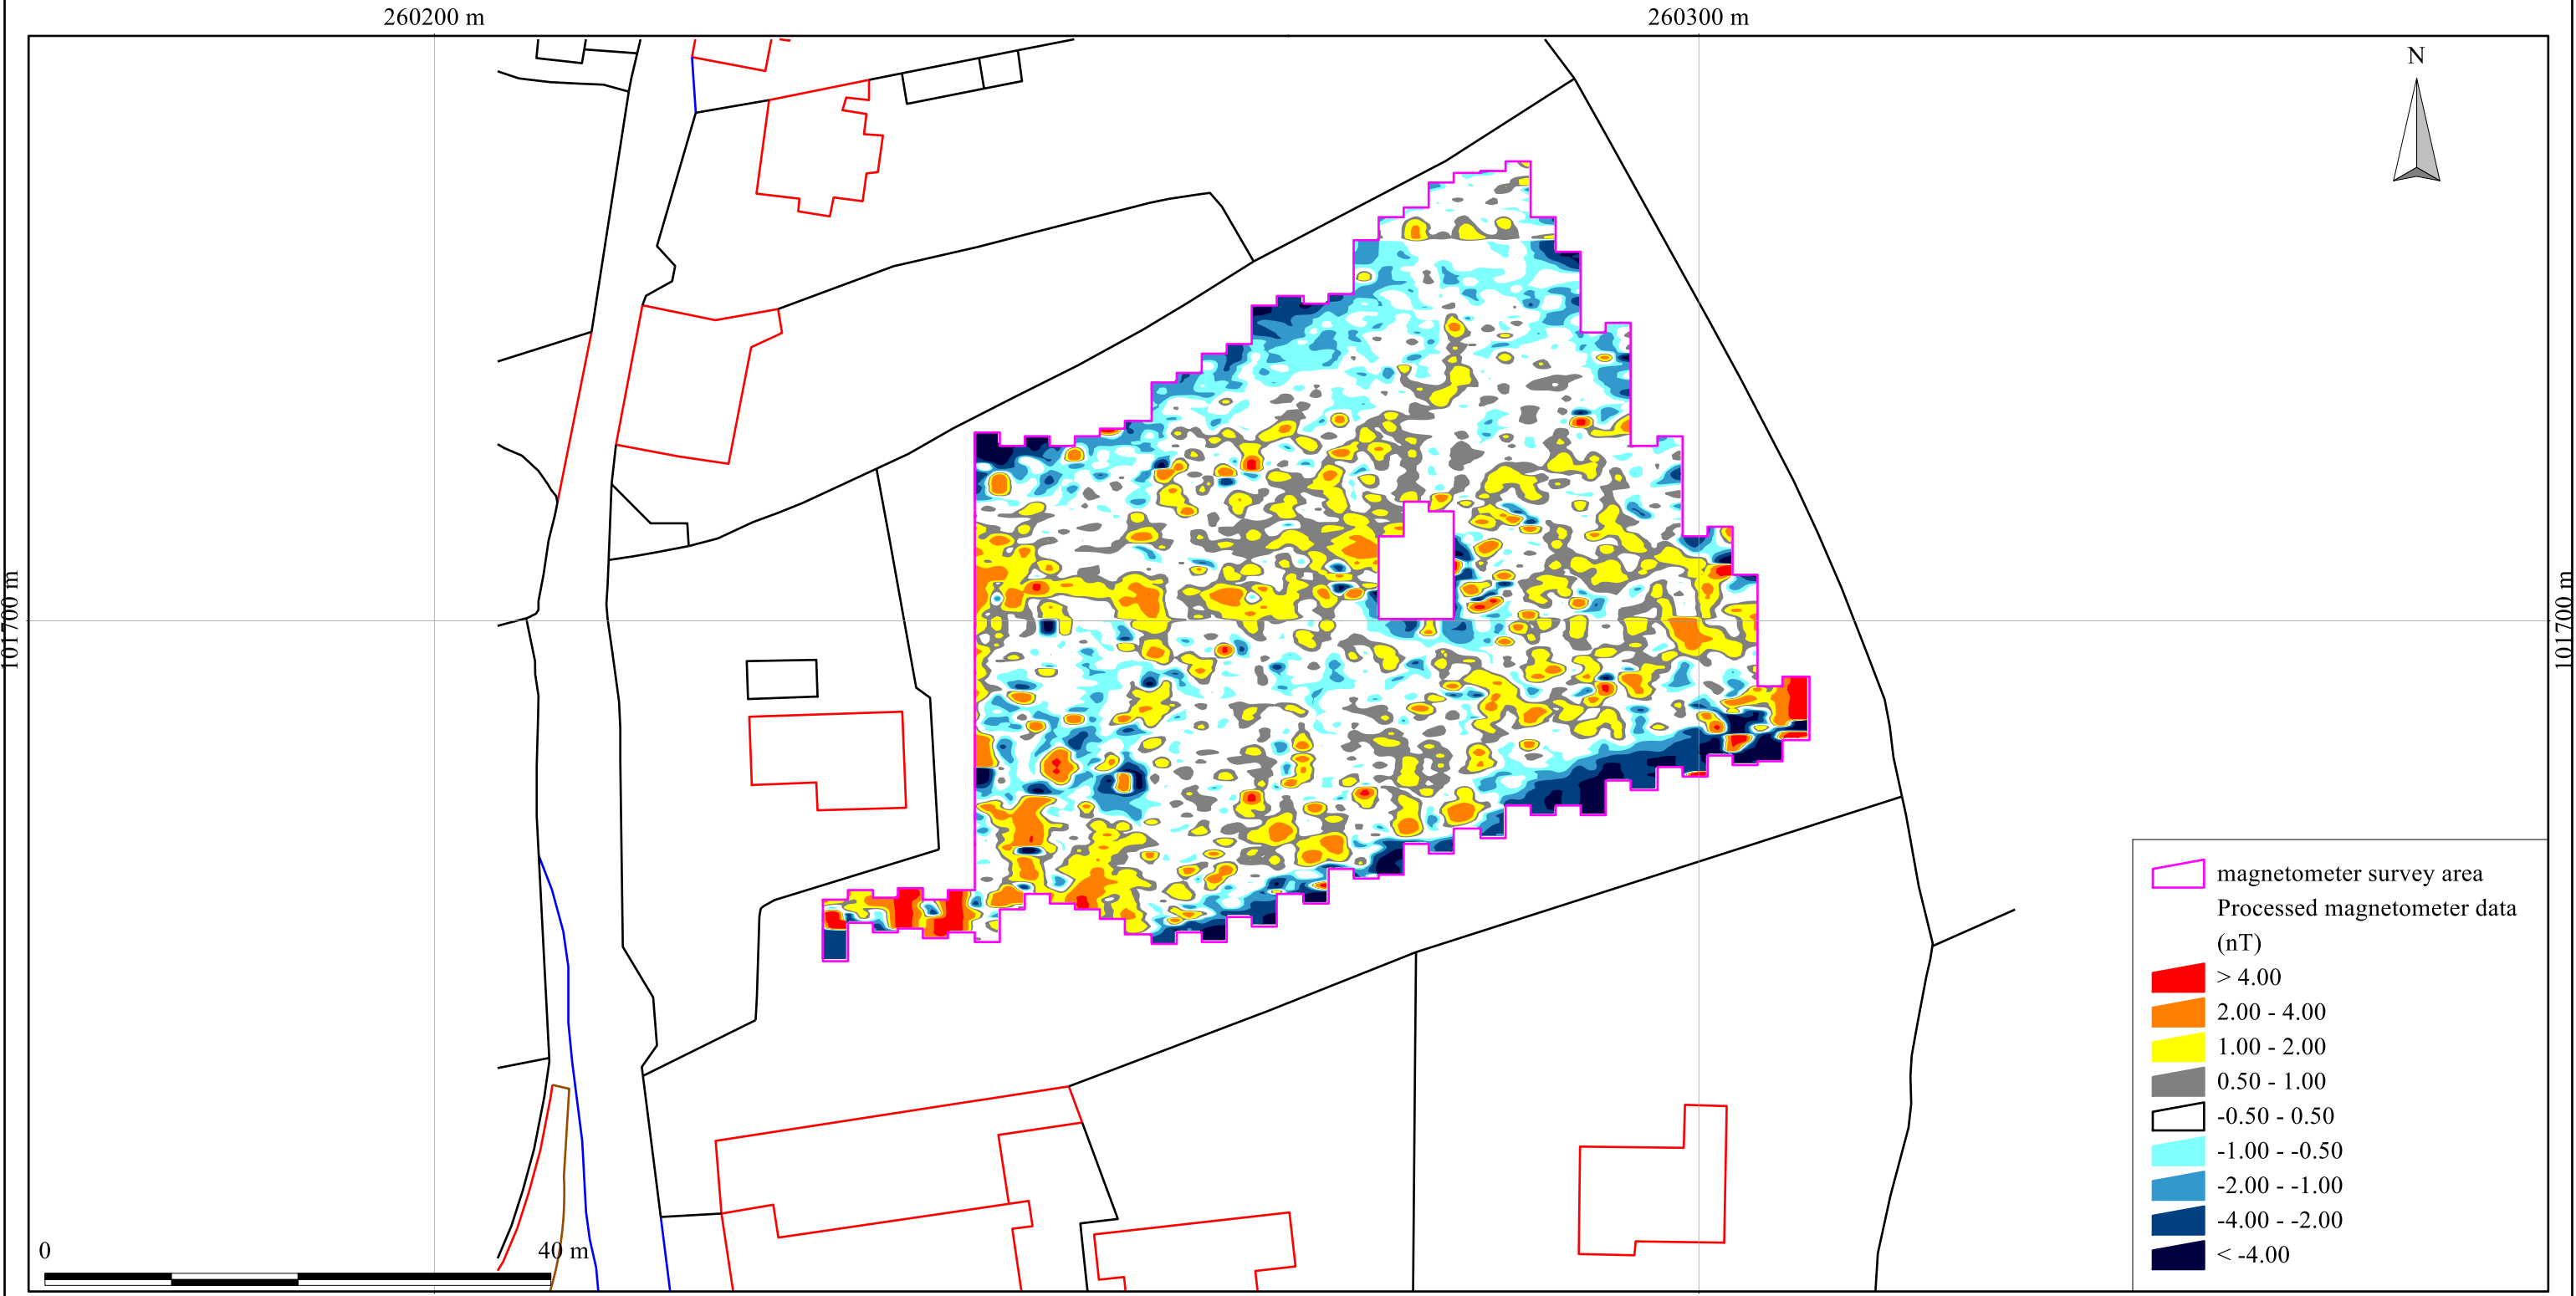 260200 m
260300 m
N
101700 m
101700 m
magnetometer survey area
Processed magnetometer data
(nT)
> 4.00
2.00 - 4.00
1.00 - 2.00
0.50 - 1.00
-0.50 - 0.50
-1.00 - -0.50
-2.00 - -1.00
-4.00 - -2.00
< -4.00
0
40 m